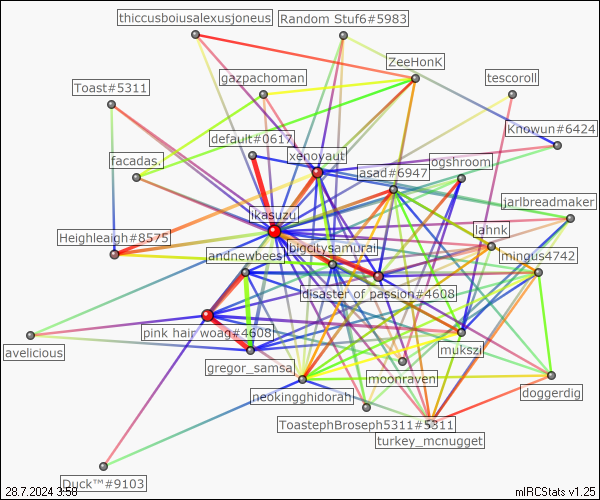 thiccusboiusalexusjoneus
Random Stuf6#5983
ZeeHonK
gazpachoman
tescoroll
Toast#5311
Knowun#6424
default#0617
xenoyaut
ogshroom
facadas.
asad#6947
jarlbreadmaker
ikasuzu
lahnk
Heighleaigh#8575
bigcitysamurai
andnewbees
mingus4742
disaster of passion#4608
pink hair woag#4608
mukszi
avelicious
gregor_samsa
moonraven
doggerdig
neokingghidorah
ToastephBroseph5311#5311
turkey_mcnugget
Duck™#9103
28.7.2024 3:58
mIRCStats v1.25